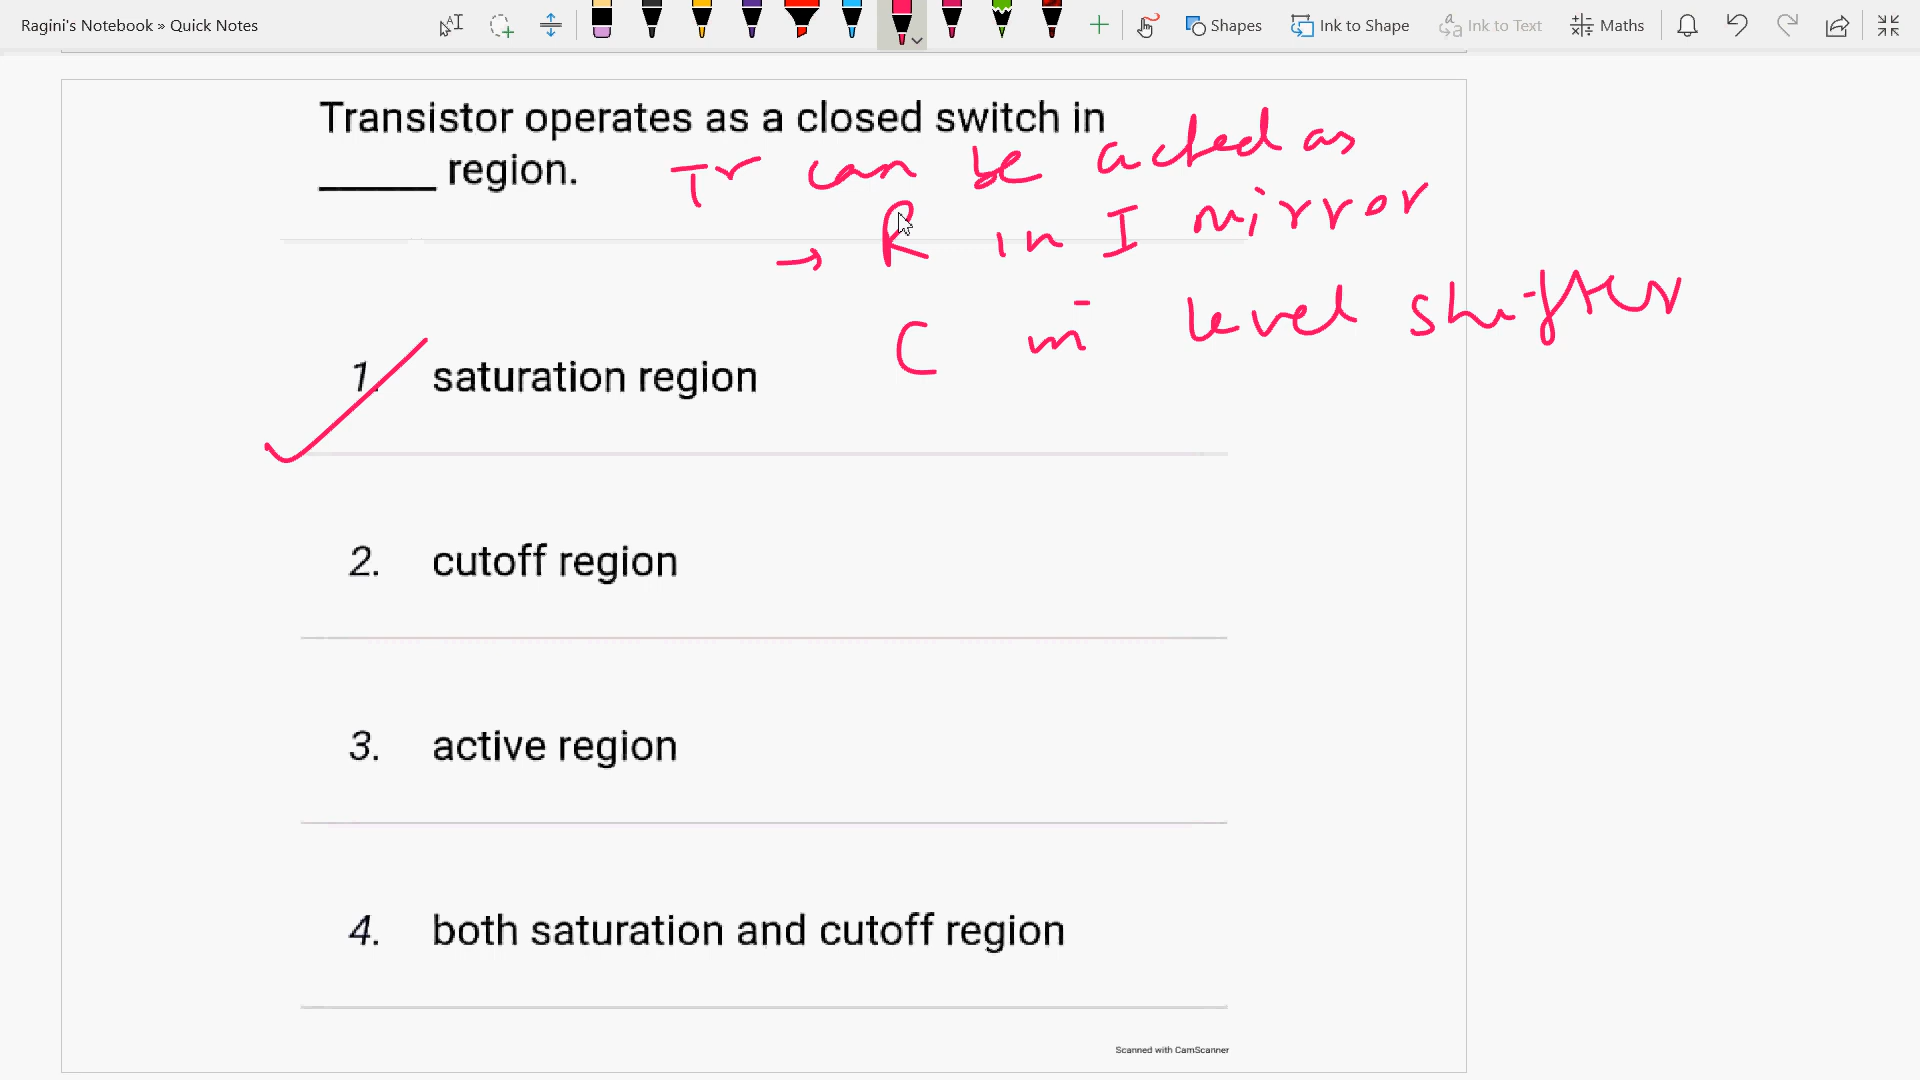 Ragini's Notebook » Quick Notes
Shapes
Ink to Shape
Ink to Text
Maths
Transistor operates as a closed switch in
______ region.
Tr can be acted as
→ R in I mirror
C in level shifter
1. saturation region
2. cutoff region
3. active region
4. both saturation and cutoff region
Scanned with CamScanner